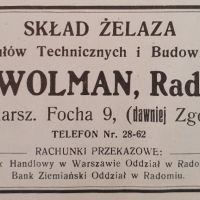 SKŁAD ŻELAZA
ułów Technicznych i Budow
WOLMAN, Rad
arsz. Focha 9, (dawniej Zgo
TELEFON Nr. 28-62
RACHUNKI PRZEKAZOWE:
k Handlowy w Warszawie Oddział w Rado
Bank Ziemiański Oddział w Radomiu.